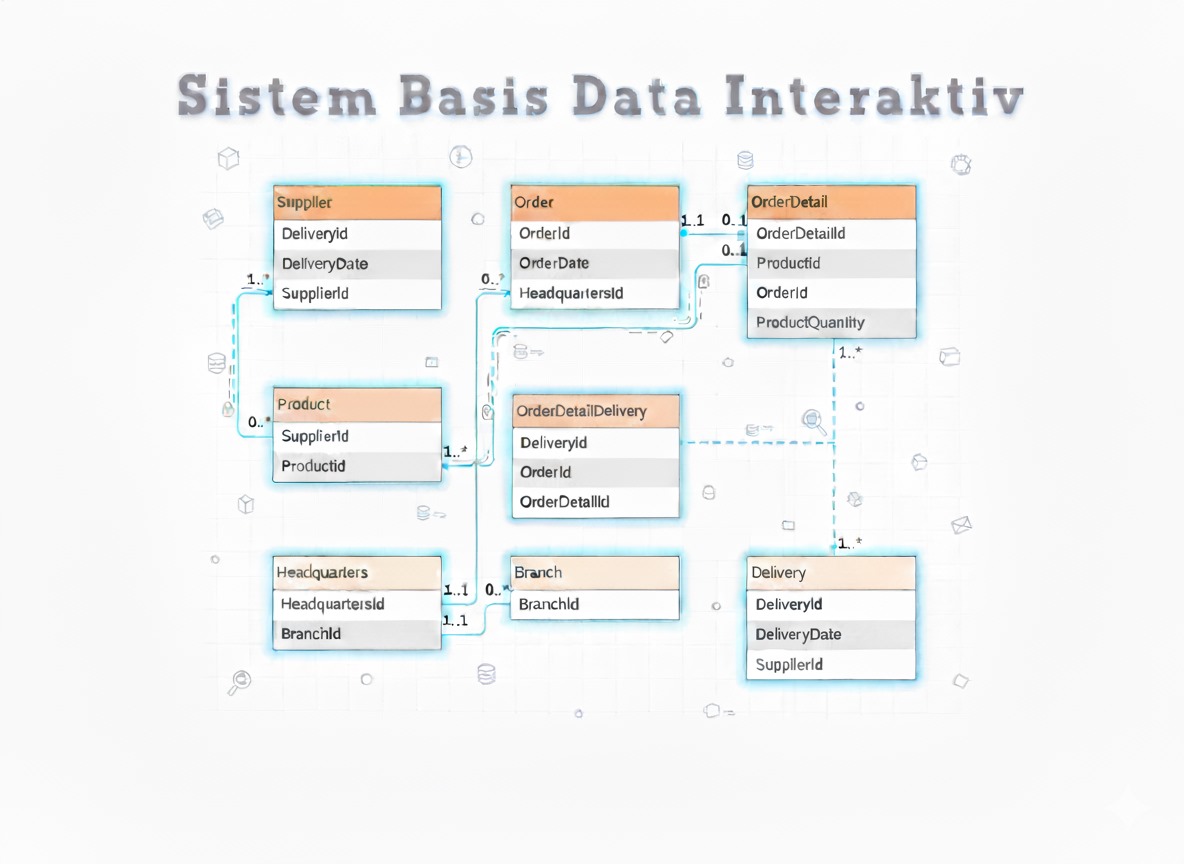 Sistem Basis Data Interaktiv
Supplier
DeliveryId
DeliveryDate
SupplierId
1..*
Order
OrderId
OrderDate
HeadquartersId
0..*
1..1
0..1
0..1
OrderDetail
OrderDetailId
ProductId
OrderId
ProductQuanlity
1..*
Product
SupplierId
ProductId
0..*
1..*
OrderDetailDelivery
DeliveryId
OrderId
OrderDetailId
Headquarters
HeadquartersId
BranchId
1..1
1..1
0..*
Branch
BranchId
1..*
Delivery
DeliveryId
DeliveryDate
SupplierId